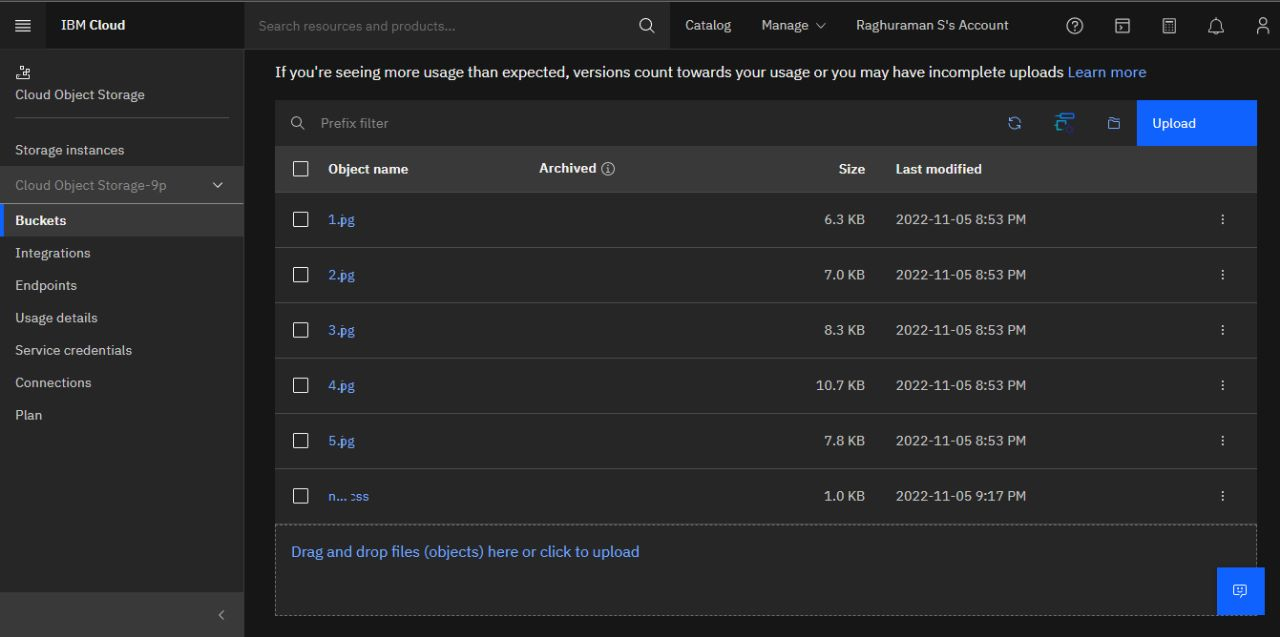 IBM Cloud
Search resources and products...
Catalog
Manage
Raghuraman S's Account
Cloud Object Storage
Storage instances
Cloud Object Storage-9p
Buckets
Integrations
Endpoints
Usage details
Service credentials
Connections
Plan
If you're seeing more usage than expected, versions count towards your usage or you may have incomplete uploads Learn more
Prefix filter
Upload
Object name Archived Size Last modified
1.jpg 6.3 KB 2022-11-05 8:53 PM
2.jpg 7.0 KB 2022-11-05 8:53 PM
3.jpg 8.3 KB 2022-11-05 8:53 PM
4.jpg 10.7 KB 2022-11-05 8:53 PM
5.jpg 7.8 KB 2022-11-05 8:53 PM
n....css 1.0 KB 2022-11-05 9:17 PM
Drag and drop files (objects) here or click to upload